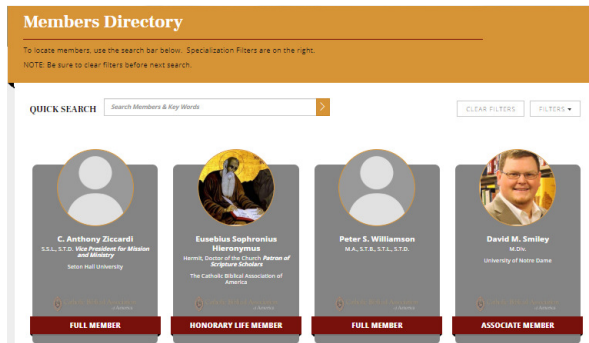 Members Directory
To locate members, use the search bar below. Specialization Filters are on the right.
NOTE: Be sure to clear filters before next search.
QUICK SEARCH
Search Members & Key Words
CLEAR FILTERS
FILTERS
C. Anthony Ziccardi
S.S.L., S.T.D. Vice President for Mission
and Ministry
Seton Hall University
FULL MEMBER
Eusebius Sophronius
Hieronymus
Hermit, Doctor of the Church Patron of
Scripture Scholars
The Catholic Biblical Association of
America
HONORARY LIFE MEMBER
Peter S. Williamson
M.A., S.T.B., S.T.L., S.T.D.
FULL MEMBER
David M. Smiley
M.Div.
University of Notre Dame
ASSOCIATE MEMBER